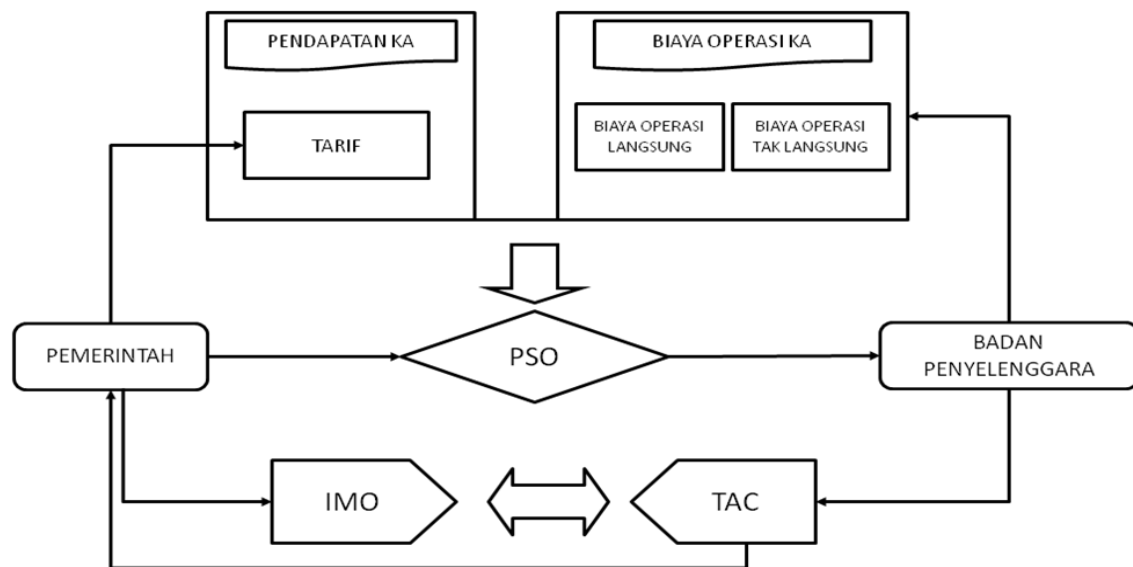 PENDAPATAN KA
BIAYA OPERASI KA
TARIF
BIAYA OPERASI
LANGSUNG
BIAYA OPERASI
TAK LANGSUNG
PEMERINTAH
PSO
BADAN
PENYELENGGARA
IMO
TAC